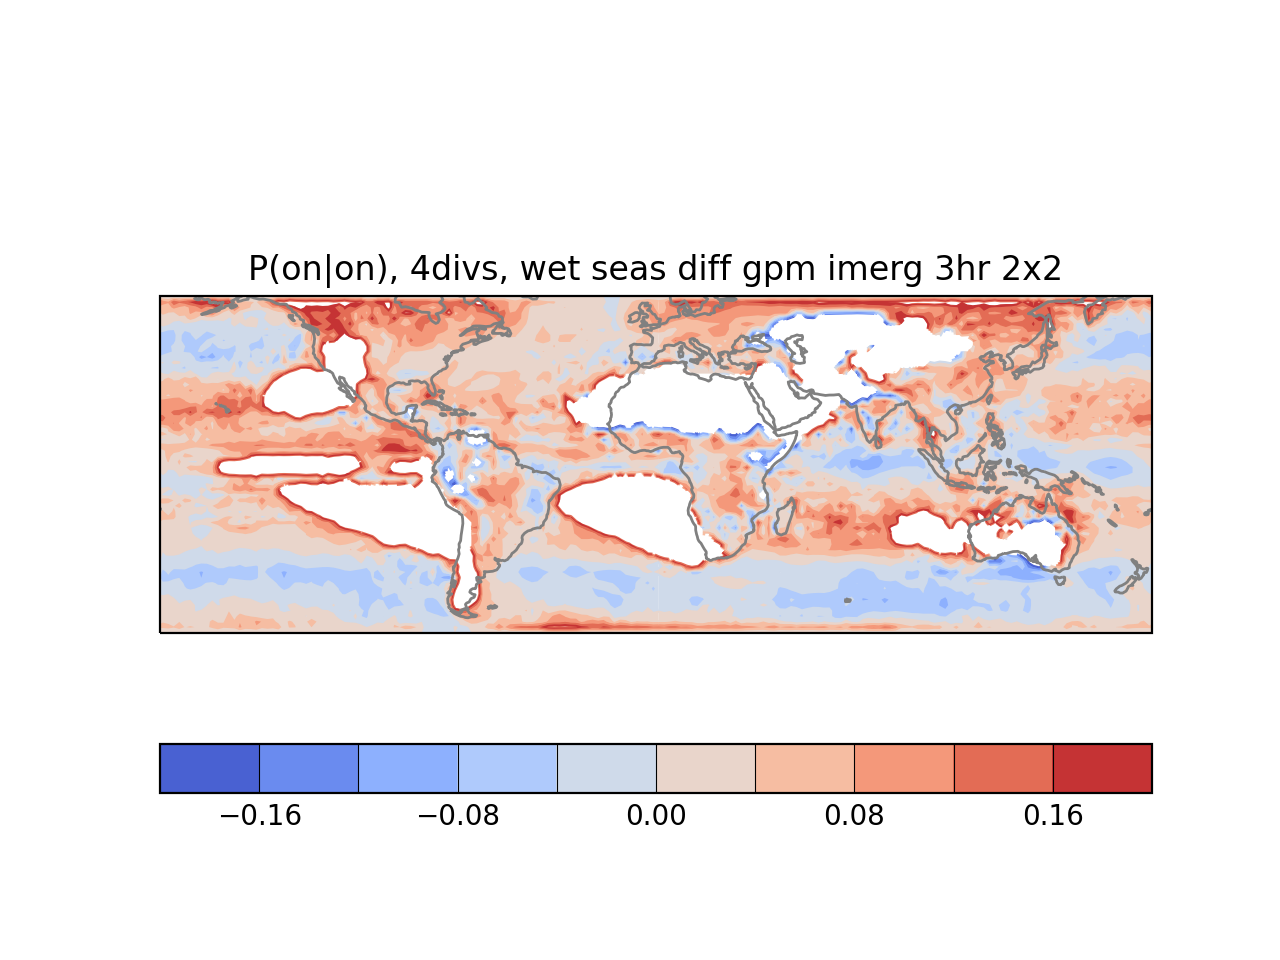 P(on|on), 4divs, wet seas diff gpm imerg 3hr 2x2
−0.16 −0.08 0.00 0.08 0.16